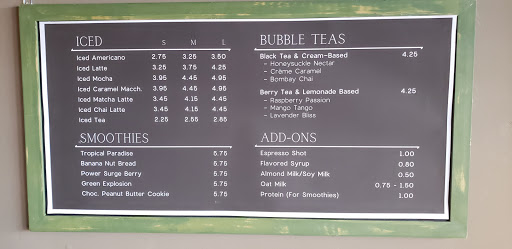 ICED S M L
Iced Americano 2.75 3.25 3.50
Iced Latte 3.25 3.75 4.25
Iced Mocha 3.95 4.45 4.95
Iced Caramel Macch. 3.95 4.45 4.95
Iced Matcha Latte 3.45 4.15 4.45
Iced Chai Latte 3.45 4.15 4.45
Iced Tea 2.25 2.55 2.85
SMOOTHIES
Tropical Paradise 5.75
Banana Nut Bread 5.75
Power Surge Berry 5.75
Green Explosion 5.75
Choc. Peanut Butter Cookie 5.75
BUBBLE TEAS
Black Tea & Cream-Based 4.25
- Honeysuckle Nectar
- Crème Caramel
- Bombay Chai
Berry Tea & Lemonade Based 4.25
- Raspberry Passion
- Mango Tango
- Lavender Bliss
ADD-ONS
Espresso Shot 1.00
Flavored Syrup 0.80
Almond Milk/Soy Milk 0.50
Oat Milk 0.75 - 1.50
Protein (For Smoothies) 1.00